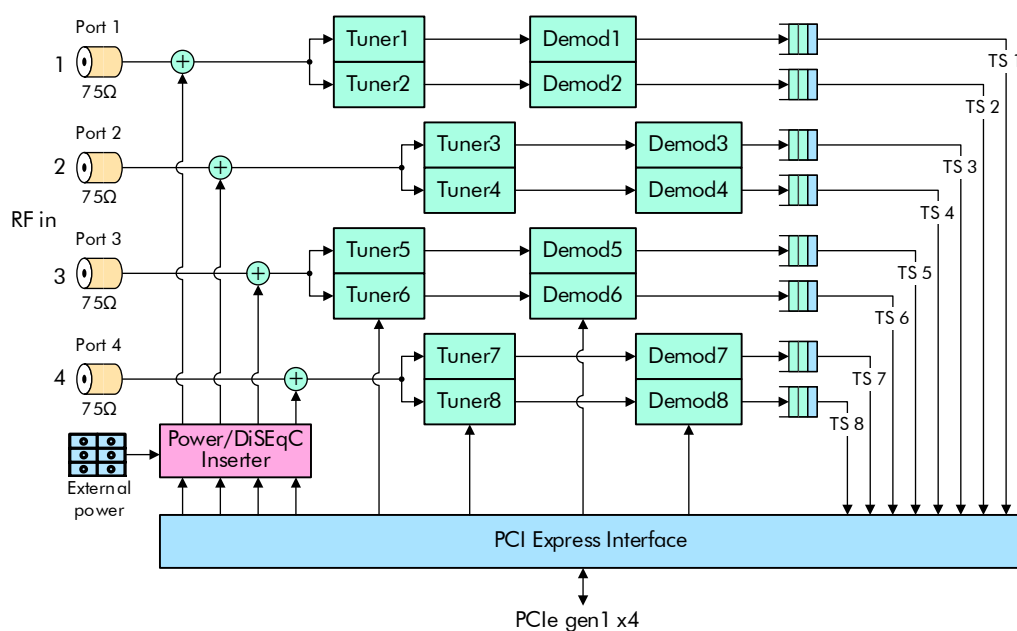 Port 1
1
75Ω
Tuner1
Tuner2
Demod1
Demod2
TS 1
TS 2
Port 2
2
75Ω
Tuner3
Tuner4
Demod3
Demod4
TS 3
TS 4
RF in
Port 3
3
75Ω
Tuner5
Tuner6
Demod5
Demod6
TS 5
TS 6
Port 4
4
75Ω
Tuner7
Tuner8
Demod7
Demod8
TS 7
TS 8
Power/DiSEqC
Inserter
External
power
PCI Express Interface
PCIe gen1 x4